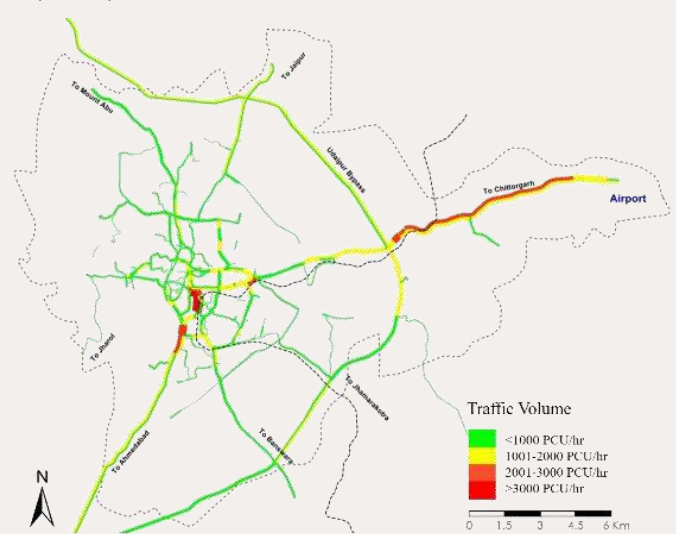 To Jaipur
To Mount Abu
Udaipur Bypass
To Chittorgarh
Airport
To Jharol
To Jhamarakotra
To Ahmedabad
To Banswara
Traffic Volume
<1000 PCU/hr
1001-2000 PCU/hr
2001-3000 PCU/hr
>3000 PCU/hr
N
0 1.5 3 4.5 6 Km